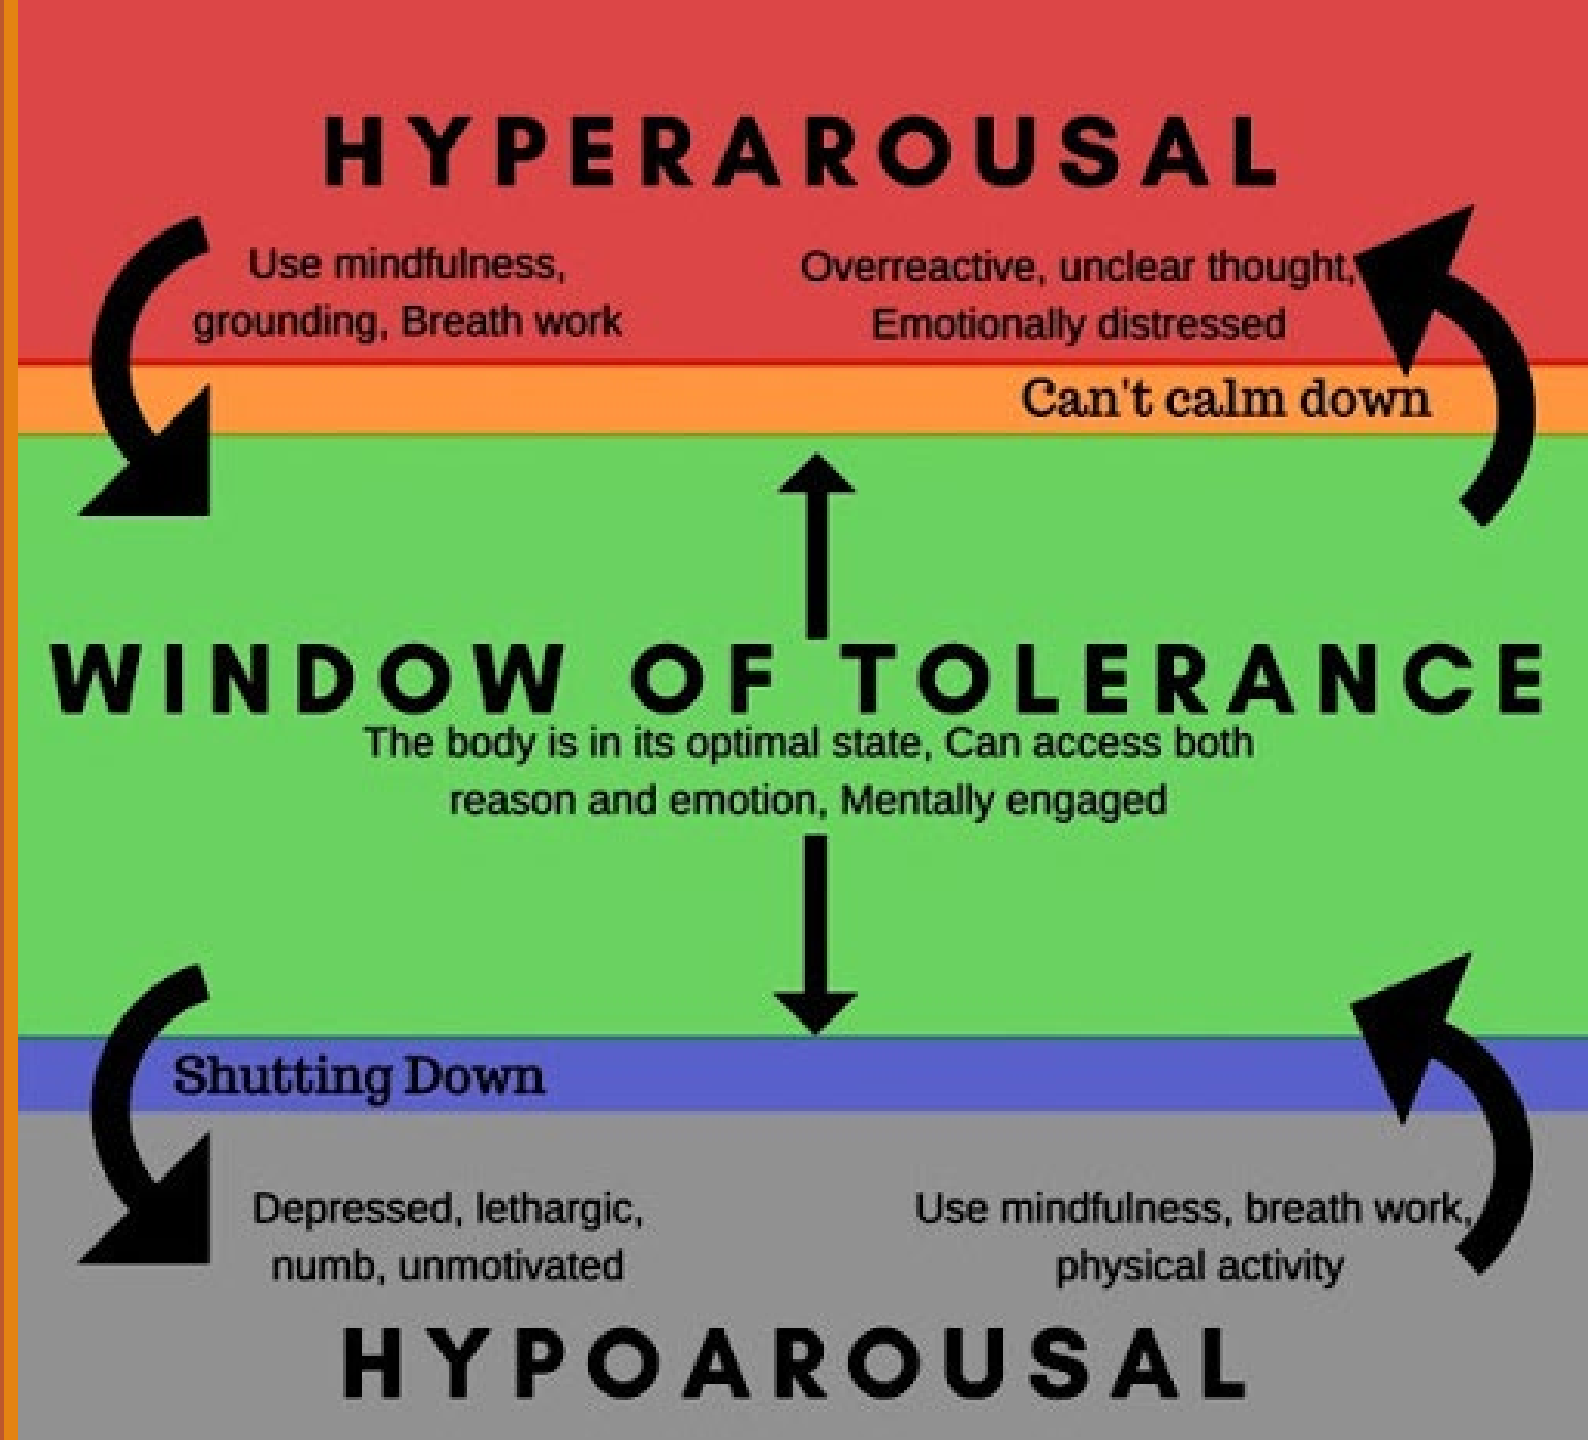 HYPERAROUSAL
Use mindfulness,
grounding, Breath work
Overreactive, unclear thought,
Emotionally distressed
Can't calm down
WINDOW OF TOLERANCE
The body is in its optimal state, Can access both
reason and emotion, Mentally engaged
Shutting Down
Depressed, lethargic,
numb, unmotivated
Use mindfulness, breath work,
physical activity
HYPOAROUSAL